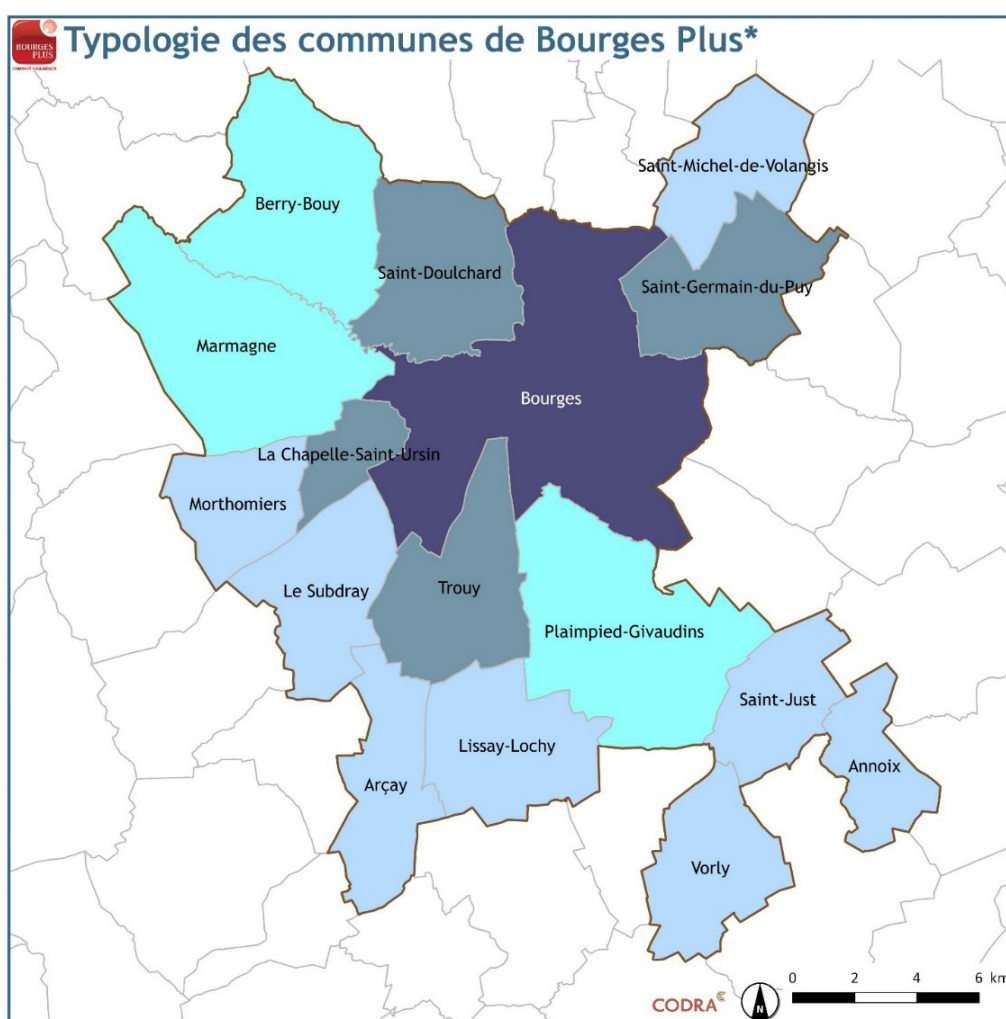 BOURGES
PLUS
Typologie des communes de Bourges Plus*
Saint-Michel-de-Volangis
Berry-Bouy
Saint-Doulchard
Saint-Germain-du-Puy
Marmagne
Bourges
La Chapelle-Saint-Ursin
Morthomiers
Le Subdray
Trouy
Plaimpied-Givaudins
Saint-Just
Lissay-Lochy
Annoix
Arçay
Vorly
0 2 4 6 km
CODRA
N